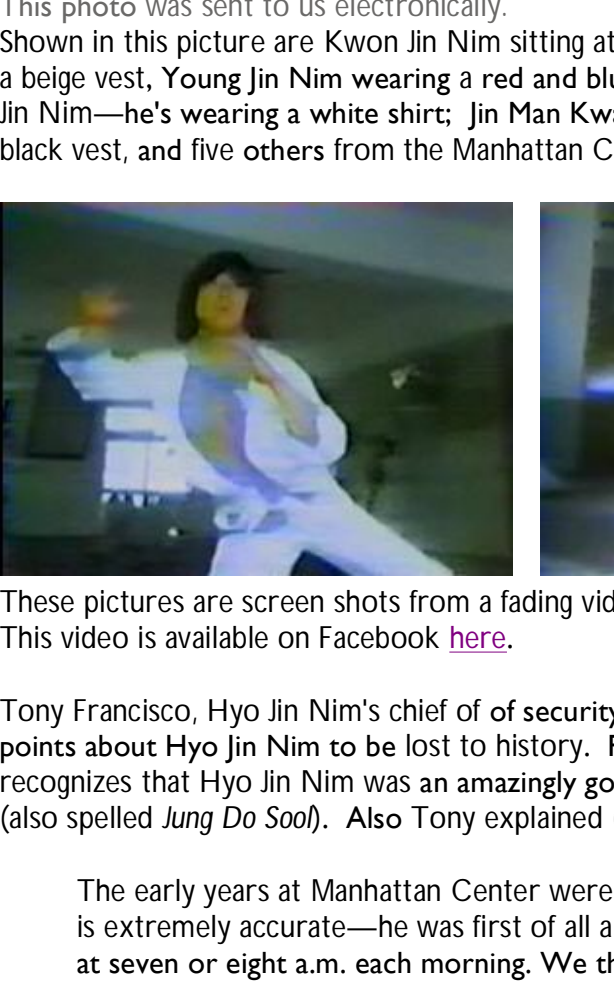 This photo was sent to us electronically.
Shown in this picture are Kwon Jin Nim sitting at
a beige vest, Young Jin Nim wearing a red and blu
Jin Nim—he's wearing a white shirt;  Jin Man Kwa
black vest, and five others from the Manhattan C
These pictures are screen shots from a fading vid
This video is available on Facebook here.
Tony Francisco, Hyo Jin Nim's chief of of security
points about Hyo Jin Nim to be lost to history.
recognizes that Hyo Jin Nim was an amazingly go
(also spelled Jung Do Sool).  Also Tony explained
The early years at Manhattan Center were
is extremely accurate—he was first of all a
at seven or eight a.m. each morning. We th